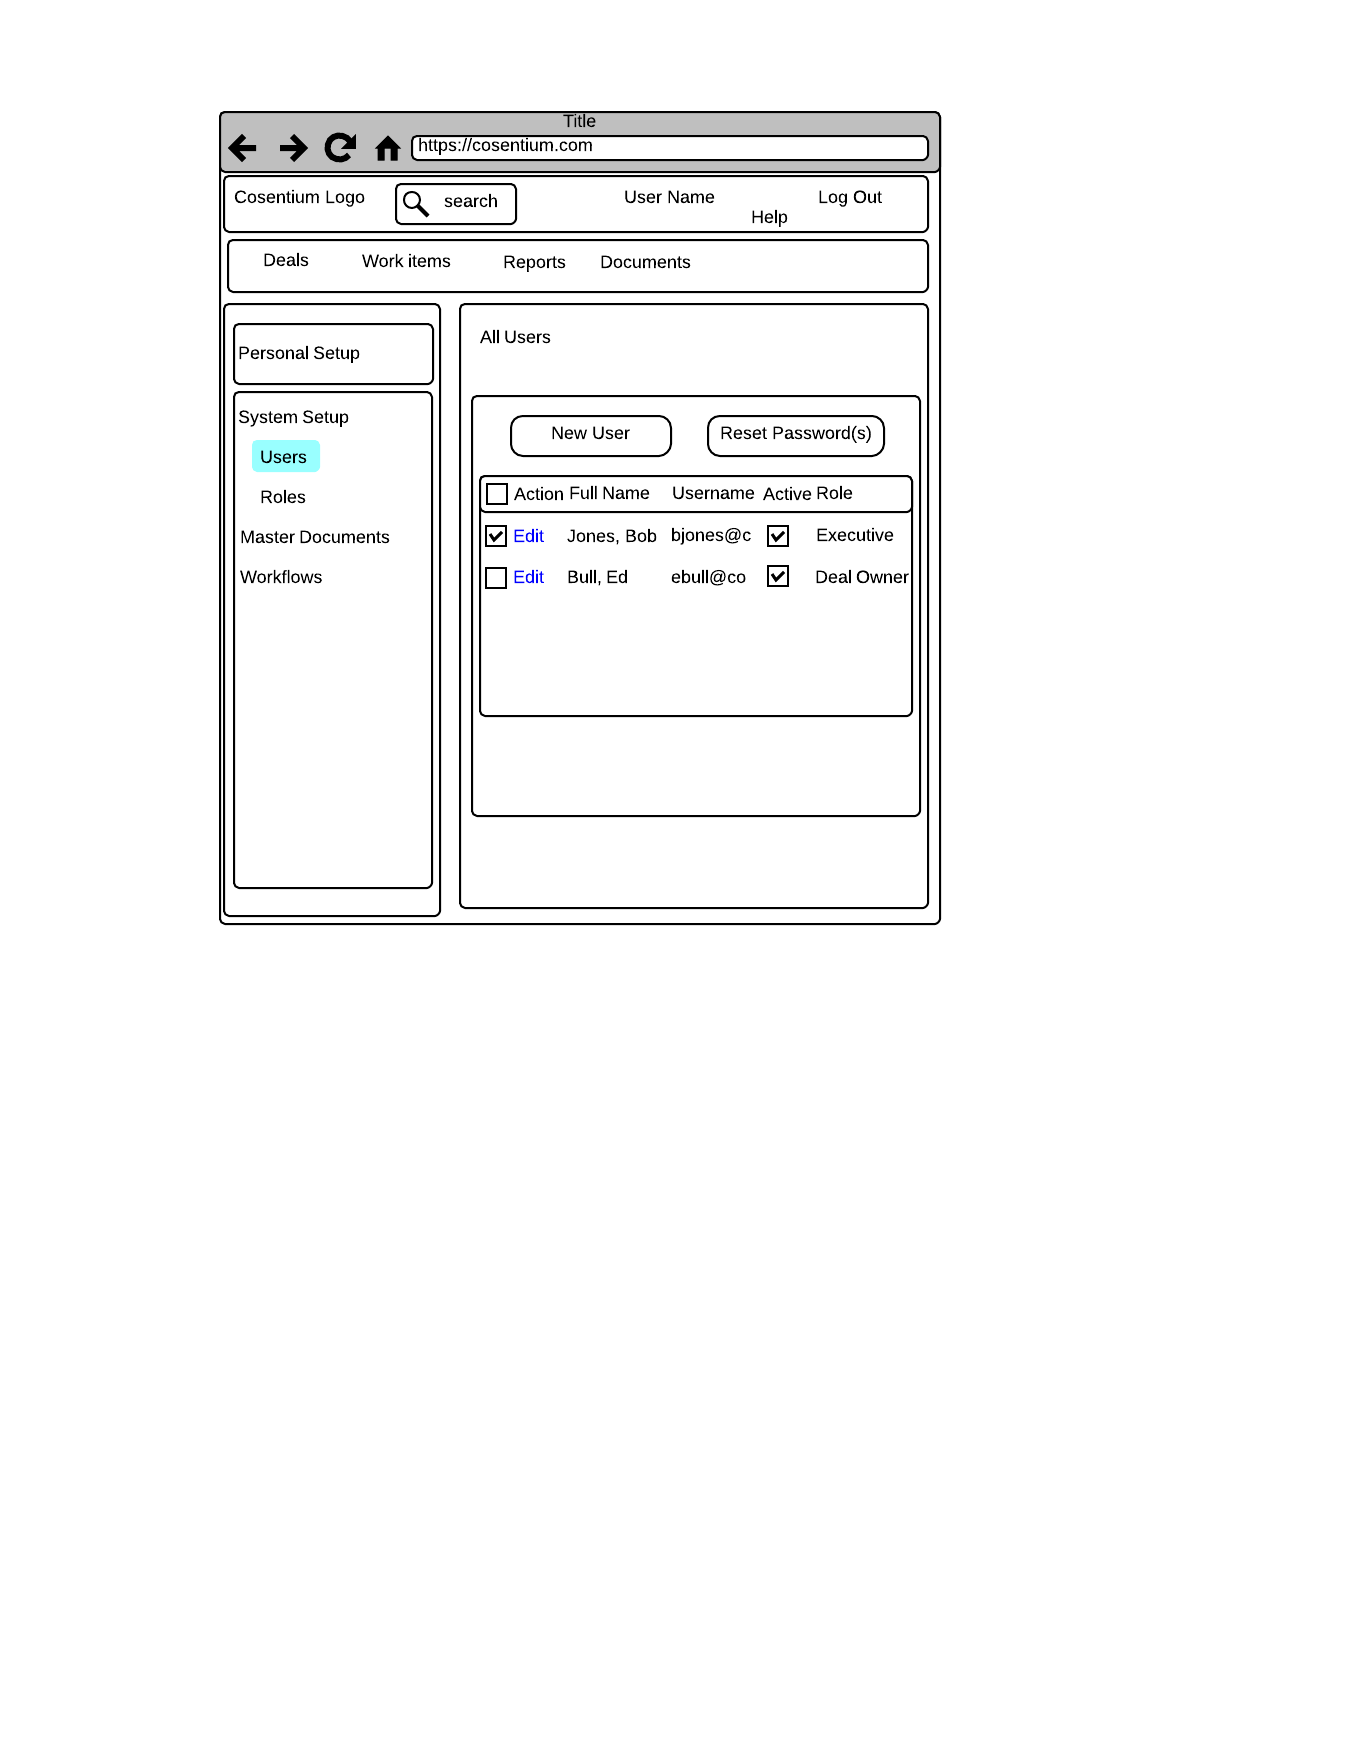 Title
https://cosentium.com
Cosentium Logo search User Name Log Out
Help
Deals Work items Reports Documents
Personal Setup
System Setup
Users
Roles
Master Documents
Workflows
All Users
New User Reset Password(s)
Action Full Name Username Active Role
Edit Jones, Bob bjones@c Executive
Edit Bull, Ed ebull@co Deal Owner